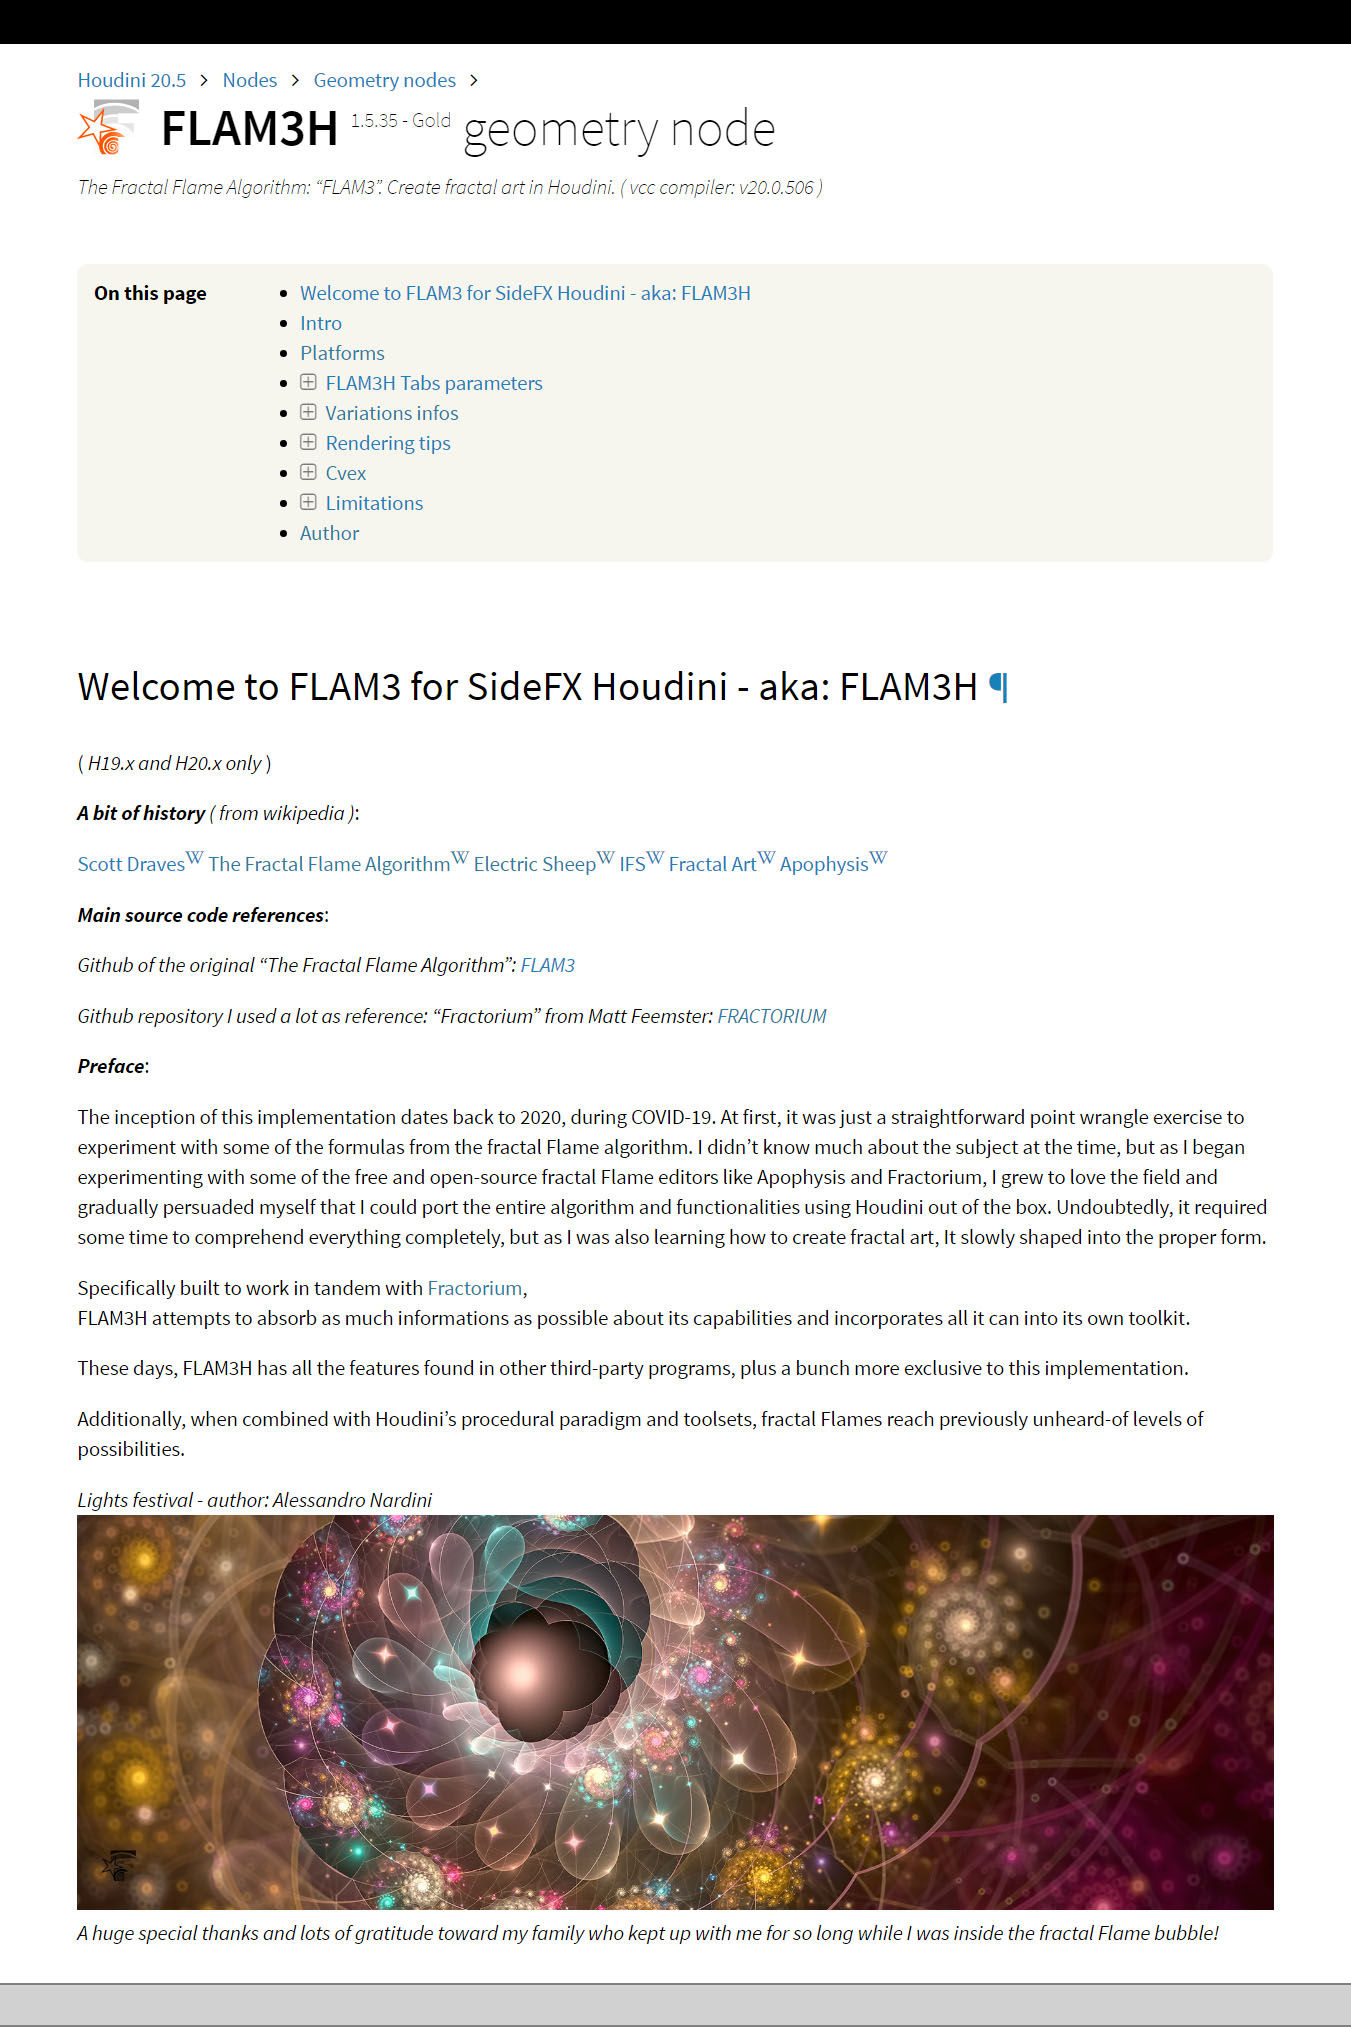 Houdini 20.5 > Nodes > Geometry nodes >
FLAM3H 1.5.35 - Gold geometry node
The Fractal Flame Algorithm: “FLAM3”. Create fractal art in Houdini. ( vcc compiler: v20.0.506 )
On this page
• Welcome to FLAM3 for SideFX Houdini - aka: FLAM3H
• Intro
• Platforms
• FLAM3H Tabs parameters
• Variations infos
• Rendering tips
• Cvex
• Limitations
• Author
Welcome to FLAM3 for SideFX Houdini - aka: FLAM3H ¶
( H19.x and H20.x only )
A bit of history ( from wikipedia ):
Scott DravesW The Fractal Flame AlgorithmW Electric SheepW IFSW Fractal ArtW ApophysisW
Main source code references:
Github of the original “The Fractal Flame Algorithm”: FLAM3
Github repository I used a lot as reference: “Fractorium” from Matt Feemster: FRACTORIUM
Preface:
The inception of this implementation dates back to 2020, during COVID-19. At first, it was just a straightforward point wrangle exercise to
experiment with some of the formulas from the fractal Flame algorithm. I didn’t know much about the subject at the time, but as I began
experimenting with some of the free and open-source fractal Flame editors like Apophysis and Fractorium, I grew to love the field and
gradually persuaded myself that I could port the entire algorithm and functionalities using Houdini out of the box. Undoubtedly, it required
some time to comprehend everything completely, but as I was also learning how to create fractal art, It slowly shaped into the proper form.
Specifically built to work in tandem with Fractorium,
FLAM3H attempts to absorb as much informations as possible about its capabilities and incorporates all it can into its own toolkit.
These days, FLAM3H has all the features found in other third-party programs, plus a bunch more exclusive to this implementation.
Additionally, when combined with Houdini’s procedural paradigm and toolsets, fractal Flames reach previously unheard-of levels of
possibilities.
Lights festival - author: Alessandro Nardini
A huge special thanks and lots of gratitude toward my family who kept up with me for so long while I was inside the fractal Flame bubble!